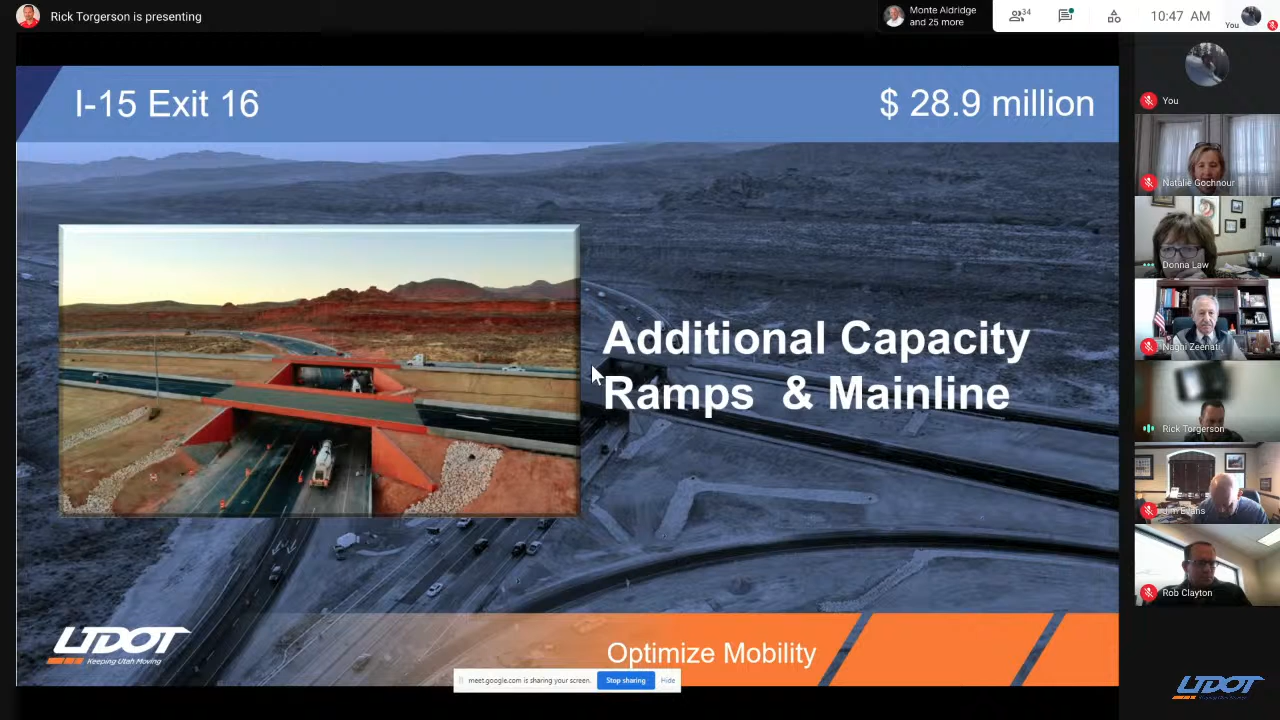 Rick Torgerson is presenting
Monte Aldridge
and 25 more
34
10:47 AM
You
I-15 Exit 16
$ 28.9 million
You
Natalie Gochnour
Donna Law
Additional Capacity
Ramps & Mainline
Naghi Zeenati
Rick Torgerson
Jim Evans
Rob Clayton
UDOT
Keeping Utah Moving
Optimize Mobility
meet.google.com is sharing your screen.
Stop sharing
Hide
UDOT